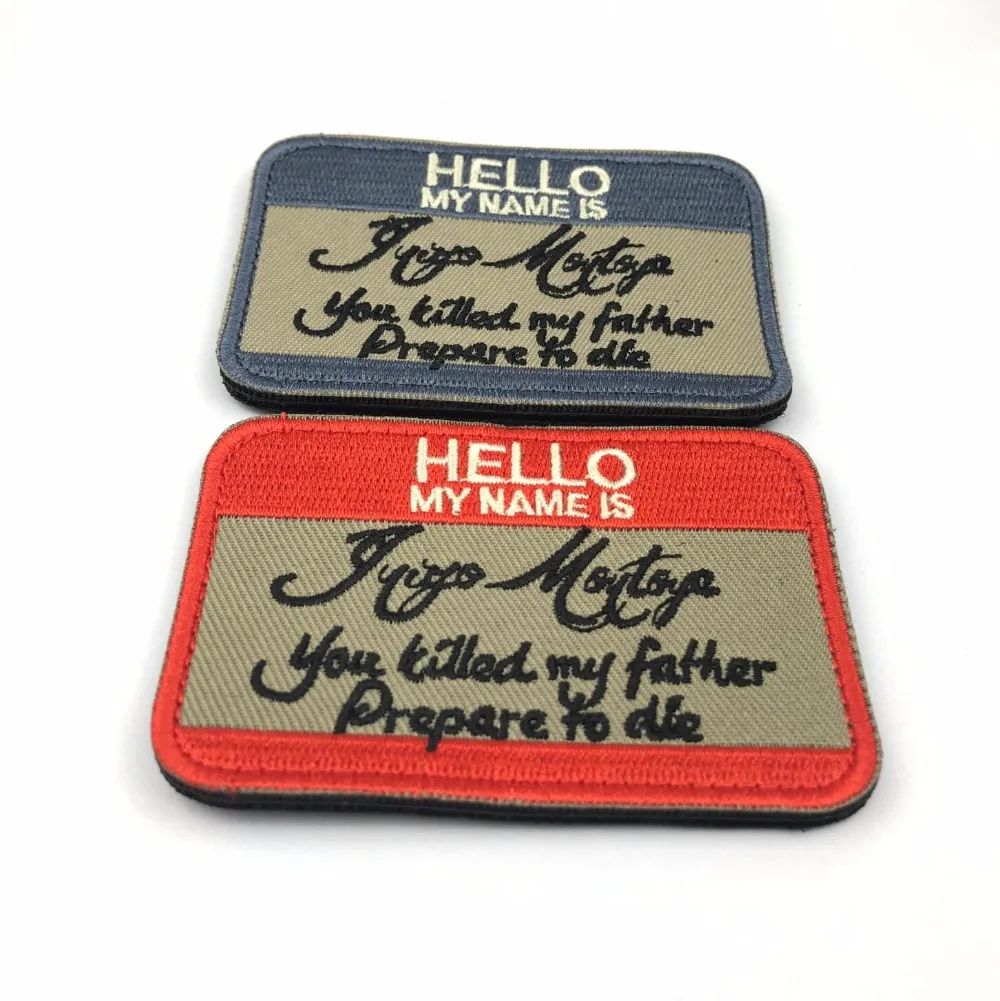 HELLO
MY NAME IS
Inigo Montoya
You killed my father
Prepare to die
HELLO
MY NAME IS
Inigo Montoya
You killed my father
Prepare to die